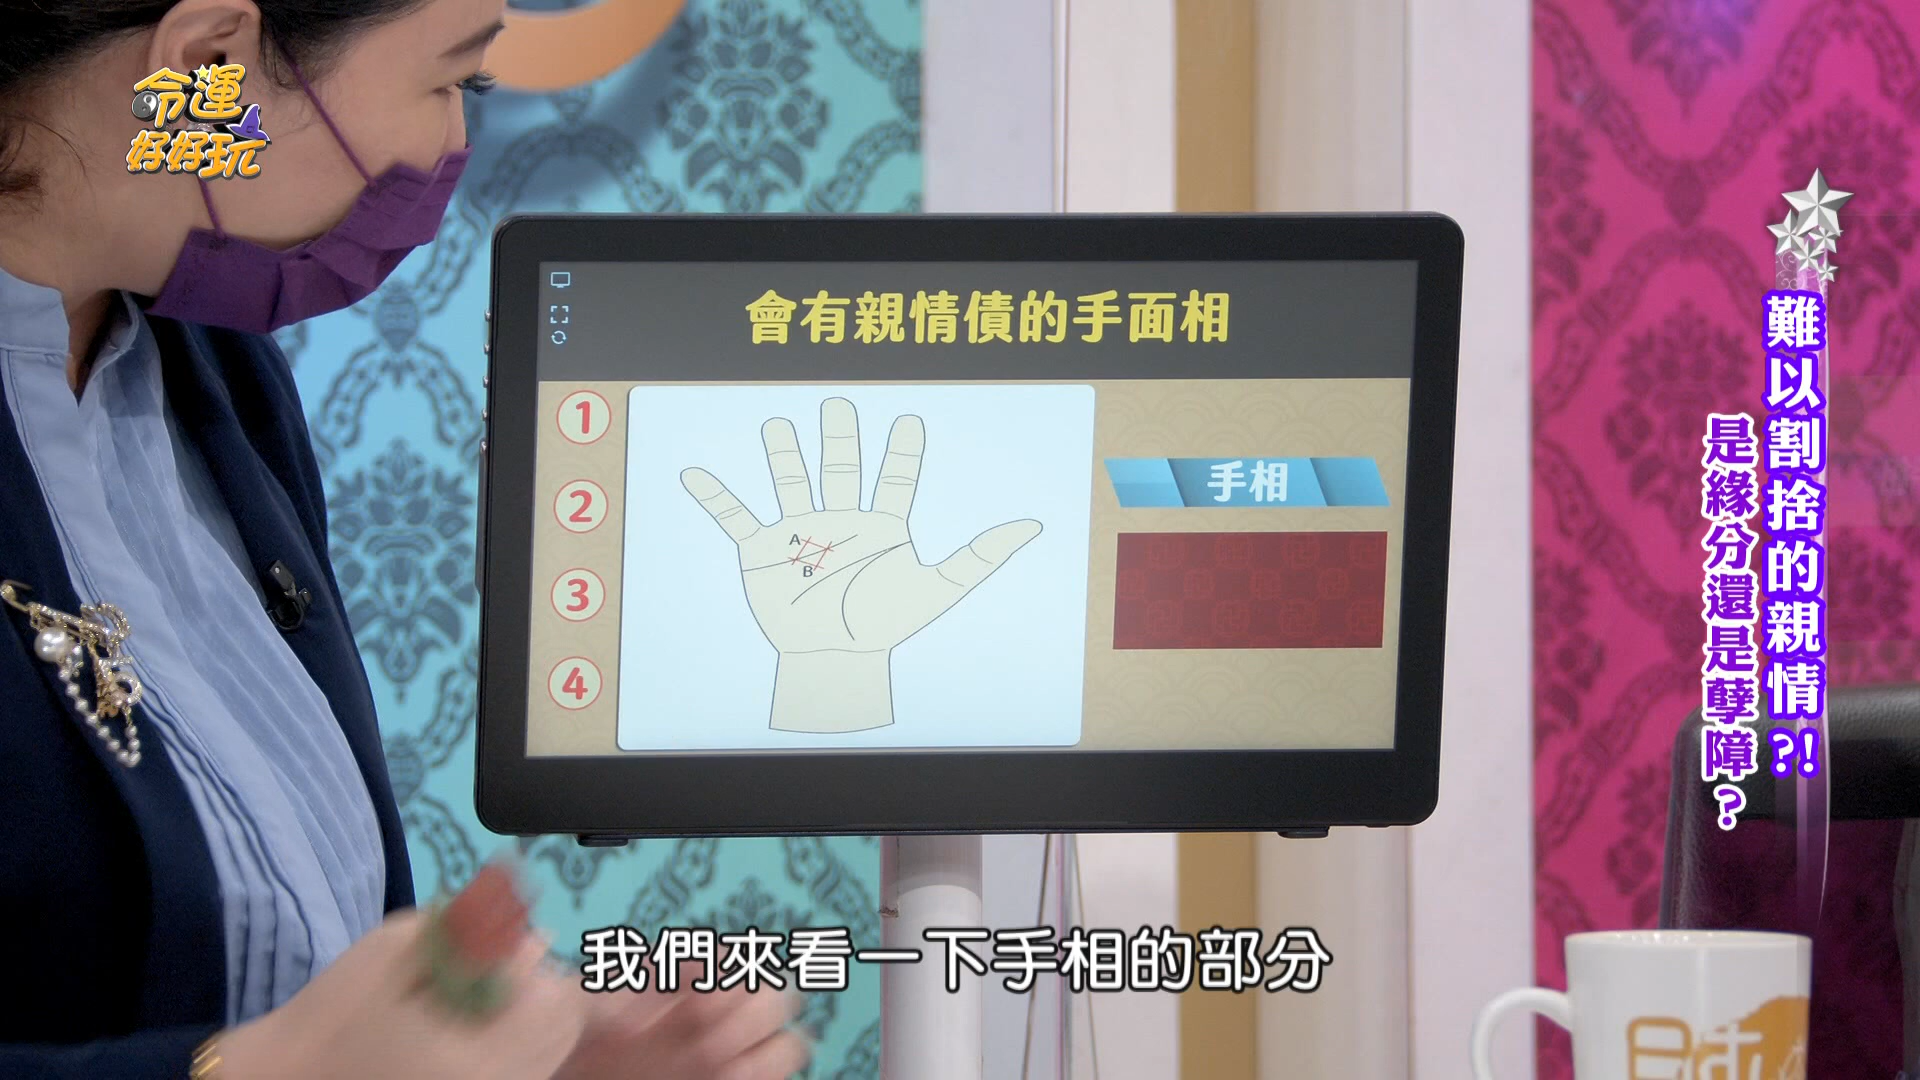 命運
好好玩
會有親情債的手面相
1
2
3
4
A
B
手相
難以割捨的親情?!
是緣分還是孽障?
我們來看一下手相的部分